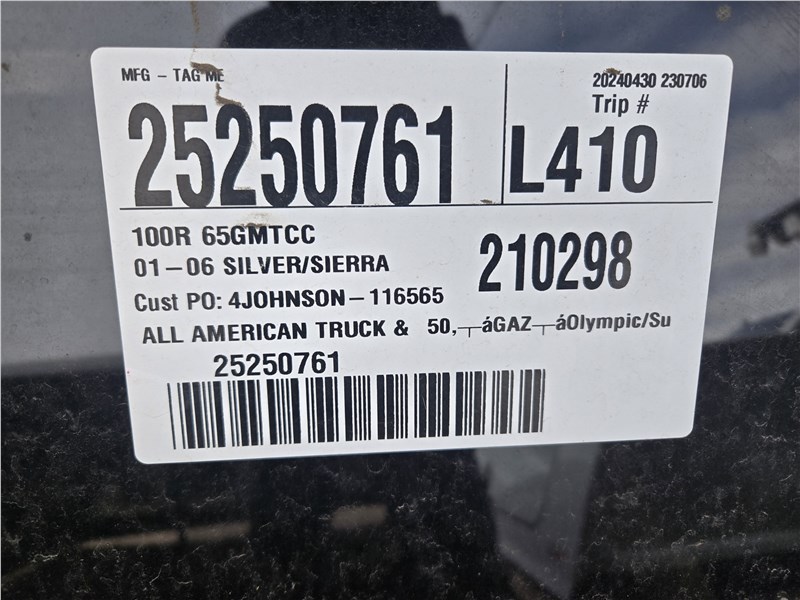 MFG - TAG ME
20240430 230706
Trip #
25250761
L410
100R 65GMTCC
01-06 SILVER/SIERRA
210298
Cust PO: 4JOHNSON-116565
ALL AMERICAN TRUCK & 50,┬áGAZ┬áOlympic/Su
25250761